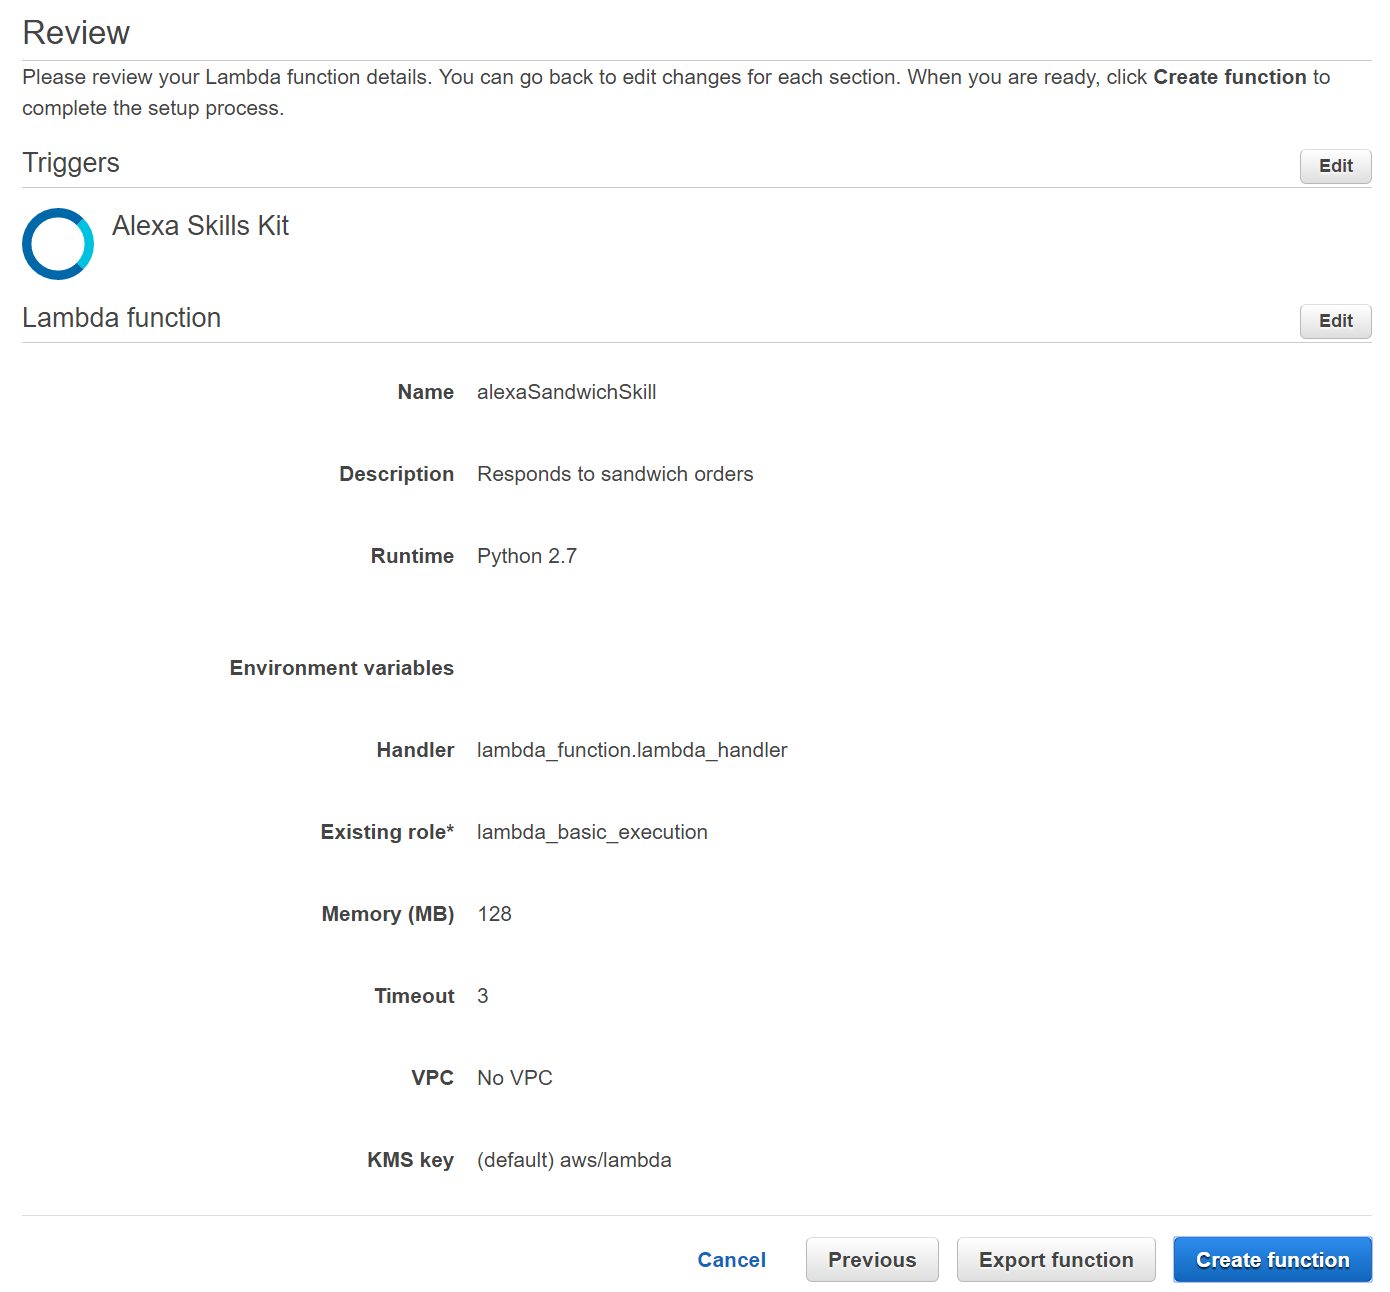 Review
Please review your Lambda function details. You can go back to edit changes for each section. When you are ready, click Create function to
complete the setup process.
Triggers
Edit
Alexa Skills Kit
Lambda function
Edit
Name alexaSandwichSkill
Description Responds to sandwich orders
Runtime Python 2.7
Environment variables
Handler lambda_function.lambda_handler
Existing role* lambda_basic_execution
Memory (MB) 128
Timeout 3
VPC No VPC
KMS key (default) aws/lambda
Cancel Previous Export function Create function